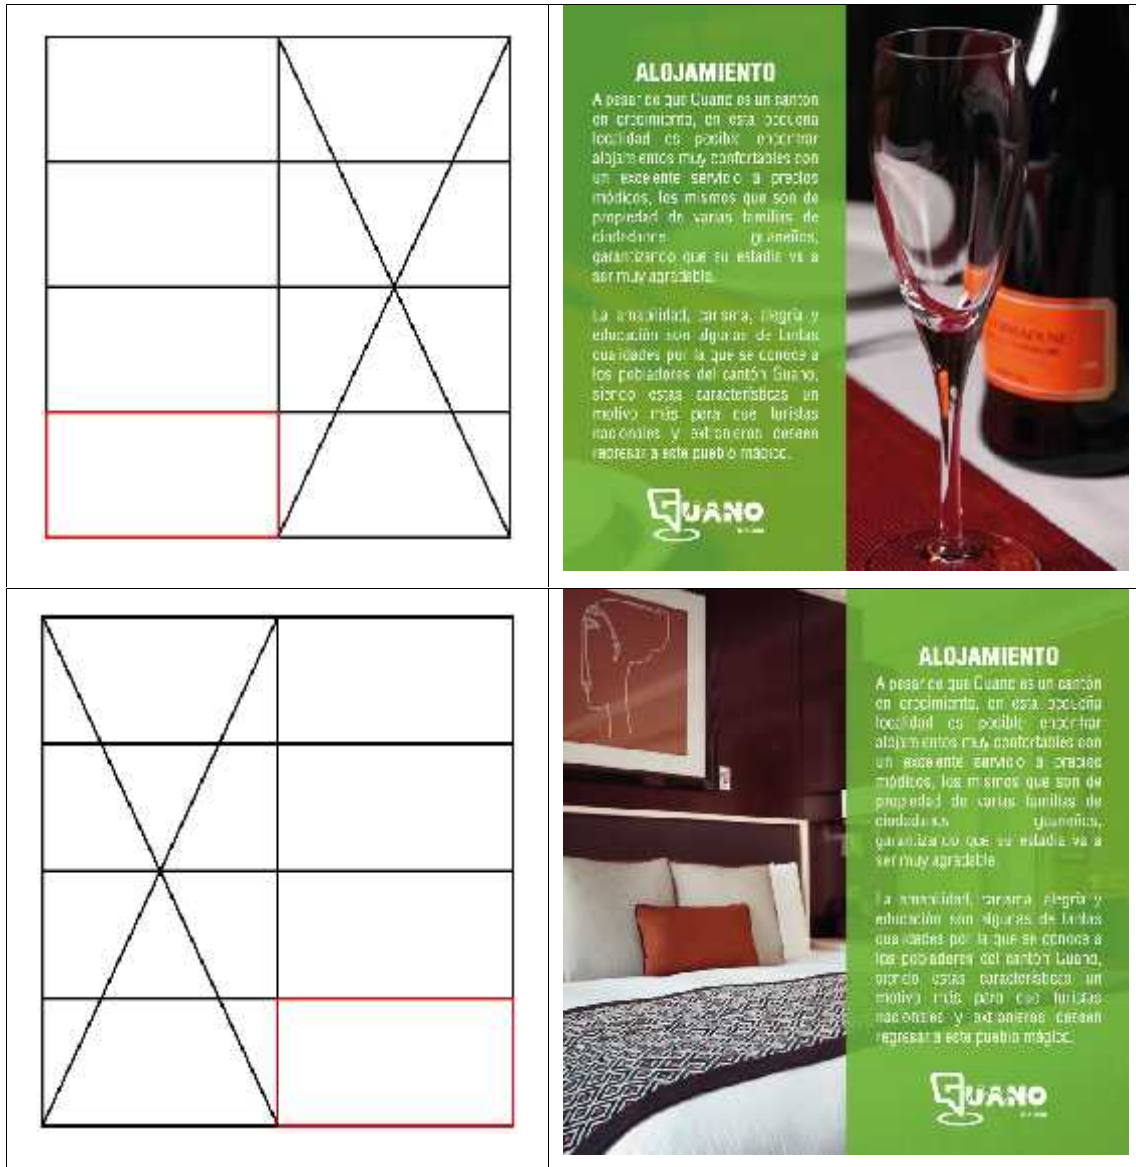 ALOJAMIENTO
A pesar de que Guano es un cantón
en crecimiento, en esta pequeña
localidad es posible encontrar
alojamientos muy confortables con
un excelente servicio a precios
módicos, los mismos que son de
propiedad de varias familias de
ciudadanos guaneños,
garantizando que su estadía va a
ser muy agradable.
La amabilidad, carisma, alegría y
educación son algunas de tantas
cualidades por la que se conoce a
los pobladores del cantón Guano,
siendo estas características un
motivo más para que turistas
nacionales y extranjeros deseen
regresar a este pueblo mágico.
GUANO
ALOJAMIENTO
A pesar de que Guano es un cantón
en crecimiento, en esta pequeña
localidad es posible encontrar
alojamientos muy confortables con
un excelente servicio a precios
módicos, los mismos que son de
propiedad de varias familias de
ciudadanos guaneños,
garantizando que su estadía va a
ser muy agradable.
La amabilidad, carisma, alegría y
educación son algunas de tantas
cualidades por la que se conoce a
los pobladores del cantón Guano,
siendo estas características un
motivo más para que turistas
nacionales y extranjeros deseen
regresar a este pueblo mágico.
GUANO